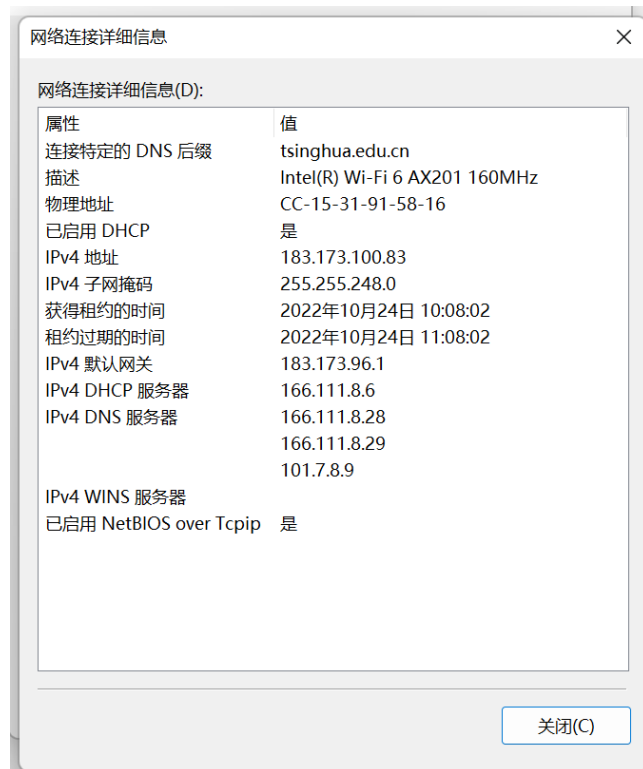 网络连接详细信息
网络连接详细信息(D):
属性 值
连接特定的 DNS 后缀 tsinghua.edu.cn
描述 Intel(R) Wi-Fi 6 AX201 160MHz
物理地址 CC-15-31-91-58-16
已启用 DHCP 是
IPv4 地址 183.173.100.83
IPv4 子网掩码 255.255.248.0
获得租约的时间 2022年10月24日 10:08:02
租约过期的时间 2022年10月24日 11:08:02
IPv4 默认网关 183.173.96.1
IPv4 DHCP 服务器 166.111.8.6
IPv4 DNS 服务器 166.111.8.28
166.111.8.29
101.7.8.9
IPv4 WINS 服务器
已启用 NetBIOS over Tcpip 是
关闭(C)